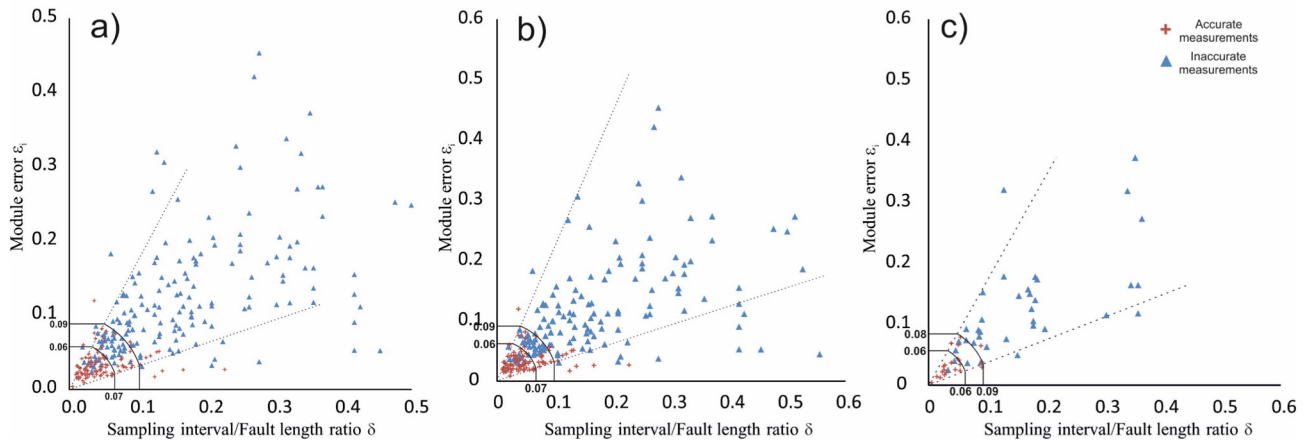 a)
0.5
0.4
0.3
0.2
0.1
0.09
0.06
0.0
0.0 0.07 0.1 0.2 0.3 0.4 0.5
Module error εi
Sampling interval/Fault length ratio δ
b)
0.6
0.5
0.4
0.3
0.2
0.1
0.09
0.06
0
0.0 0.07 0.1 0.2 0.3 0.4 0.5 0.6
Module error εi
Sampling interval/Fault length ratio δ
c)
Accurate
measurements
Inaccurate
measurements
0.6
0.5
0.4
0.3
0.2
0.1
0.08
0.06
0
0 0.06 0.09 0.1 0.2 0.3 0.4 0.5 0.6
Module error εi
Sampling interval/Fault length ratio δ